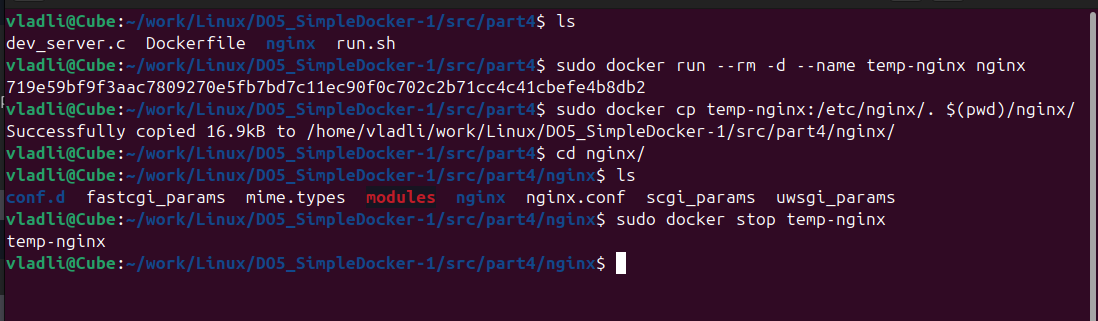 vladli@Cube:~/work/Linux/DO5_SimpleDocker-1/src/part4$ ls
dev_server.c  Dockerfile  nginx  run.sh
vladli@Cube:~/work/Linux/DO5_SimpleDocker-1/src/part4$ sudo docker run --rm -d --name temp-nginx nginx
719e59bf9f3aac7809270e5fb7bd7c11ec90f0c702c2b71cc4c41cbefe4b8db2
vladli@Cube:~/work/Linux/DO5_SimpleDocker-1/src/part4$ sudo docker cp temp-nginx:/etc/nginx/. $(pwd)/nginx/
Successfully copied 16.9kB to /home/vladli/work/Linux/DO5_SimpleDocker-1/src/part4/nginx/
vladli@Cube:~/work/Linux/DO5_SimpleDocker-1/src/part4$ cd nginx/
vladli@Cube:~/work/Linux/DO5_SimpleDocker-1/src/part4/nginx$ ls
conf.d  fastcgi_params  mime.types  modules  nginx  nginx.conf  scgi_params  uwsgi_params
vladli@Cube:~/work/Linux/DO5_SimpleDocker-1/src/part4/nginx$ sudo docker stop temp-nginx
temp-nginx
vladli@Cube:~/work/Linux/DO5_SimpleDocker-1/src/part4/nginx$